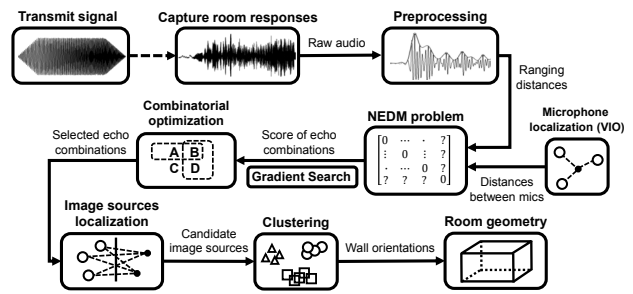 Transmit signal
Capture room responses
Preprocessing
Raw audio
Ranging
distances
Combinatorial
optimization
NEDM problem
Microphone
localization (VIO)
Selected echo
combinations
A B
C D
Score of echo
combinations
Gradient Search
0 ⋯ · ?
⋮ 0 ⋮ ?
· ⋯ 0 ?
? ? ? 0
Distances
between mics
Image sources
localization
Candidate
image sources
Clustering
Wall orientations
Room geometry